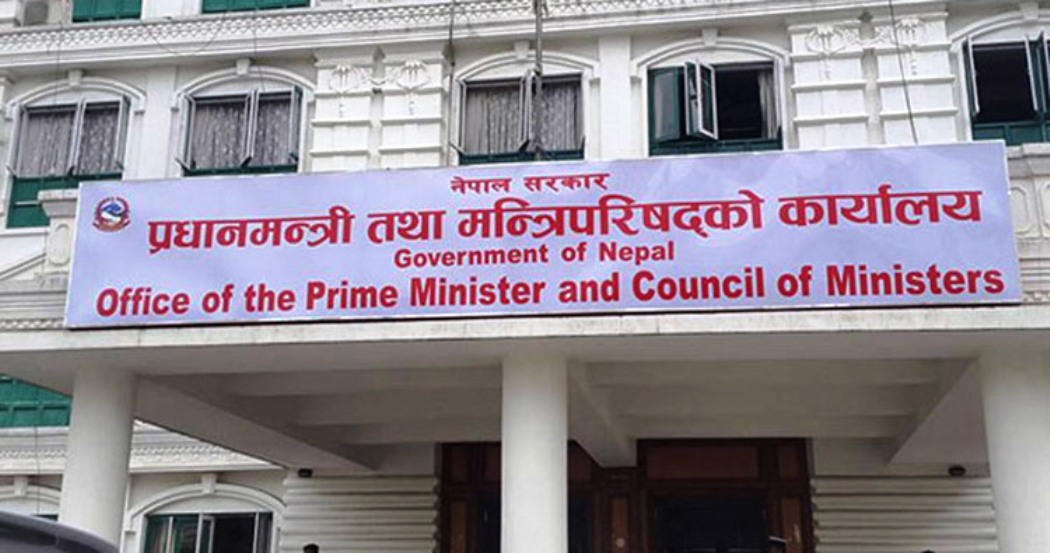 नेपाल सरकार
प्रधानमन्त्री तथा मन्त्रिपरिषद्को कार्यालय
Government of Nepal
Office of the Prime Minister and Council of Ministers